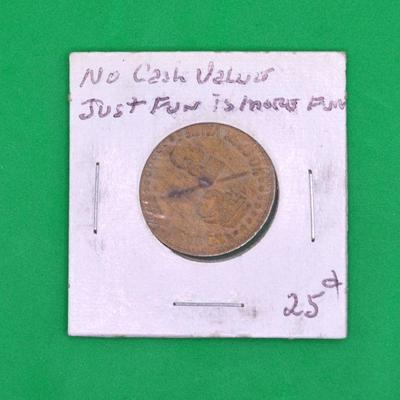 No Cash Value
Just Fun is more Fun
25¢